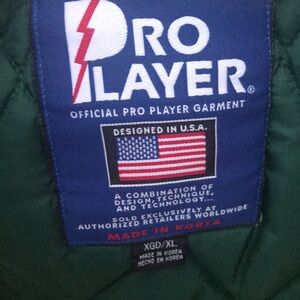 PRO
PLAYER®
OFFICIAL PRO PLAYER GARMENT
DESIGNED IN U.S.A.
A COMBINATION OF
DESIGN, TECHNIQUE,
AND TECHNOLOGY...
SOLD EXCLUSIVELY AT
AUTHORIZED RETAILERS WORLDWIDE
MADE IN KOREA
XGD/XL
MADE IN KOREA
HECHO EN KOREA